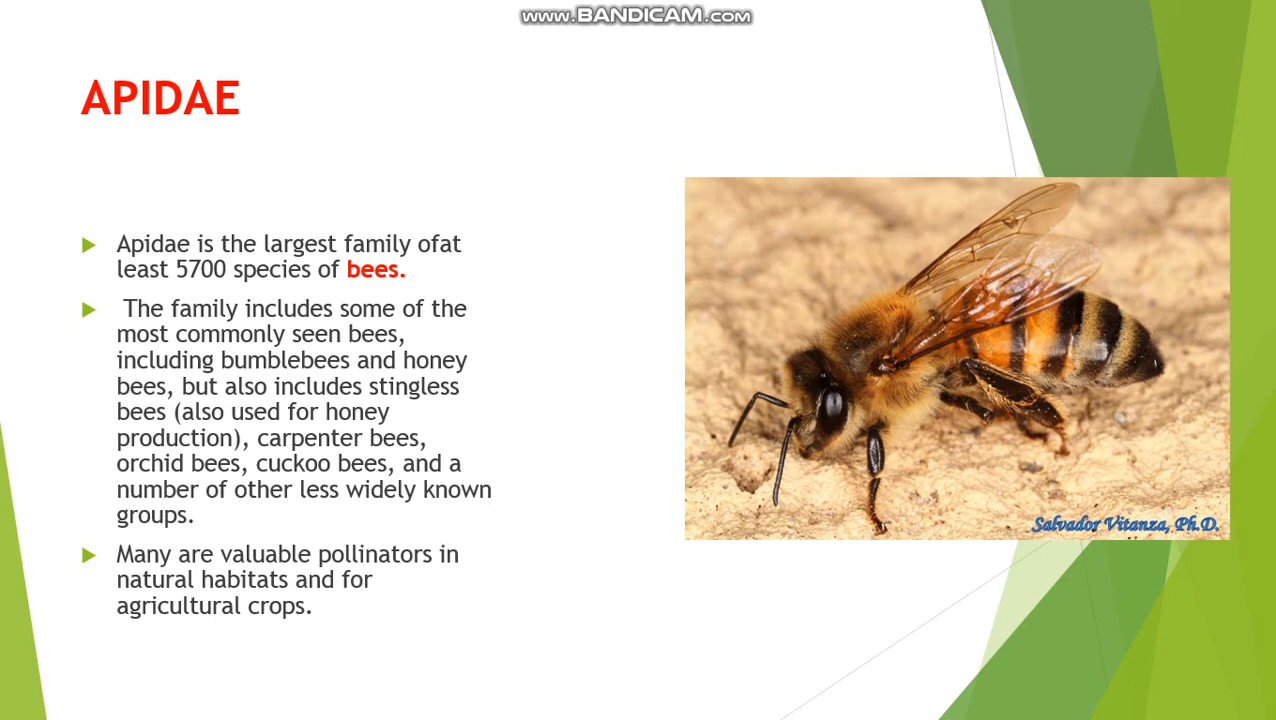 www.BANDICAM.com
APIDAE
Apidae is the largest family ofat
least 5700 species of bees.
The family includes some of the
most commonly seen bees,
including bumblebees and honey
bees, but also includes stingless
bees (also used for honey
production), carpenter bees,
orchid bees, cuckoo bees, and a
number of other less widely known
groups.
Many are valuable pollinators in
natural habitats and for
agricultural crops.
Salvador Vitanza, Ph.D.